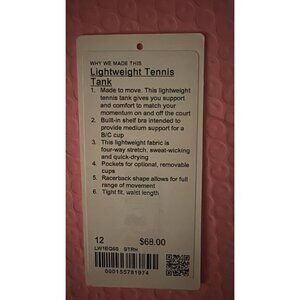 WHY WE MADE THIS
Lightweight Tennis
Tank
1. Made to move. This lightweight
tennis tank gives you support
and comfort to match your
momentum on and off the court
2. Built-in shelf bra intended to
provide medium support for a
B/C cup
3. This lightweight fabric is
four-way stretch, sweat-wicking
and quick-drying
4. Pockets for optional, removable
cups
5. Racerback shape allows for full
range of movement
6. Tight fit, waist length
12 $68.00
LW1EQ6S STRH
000155781974